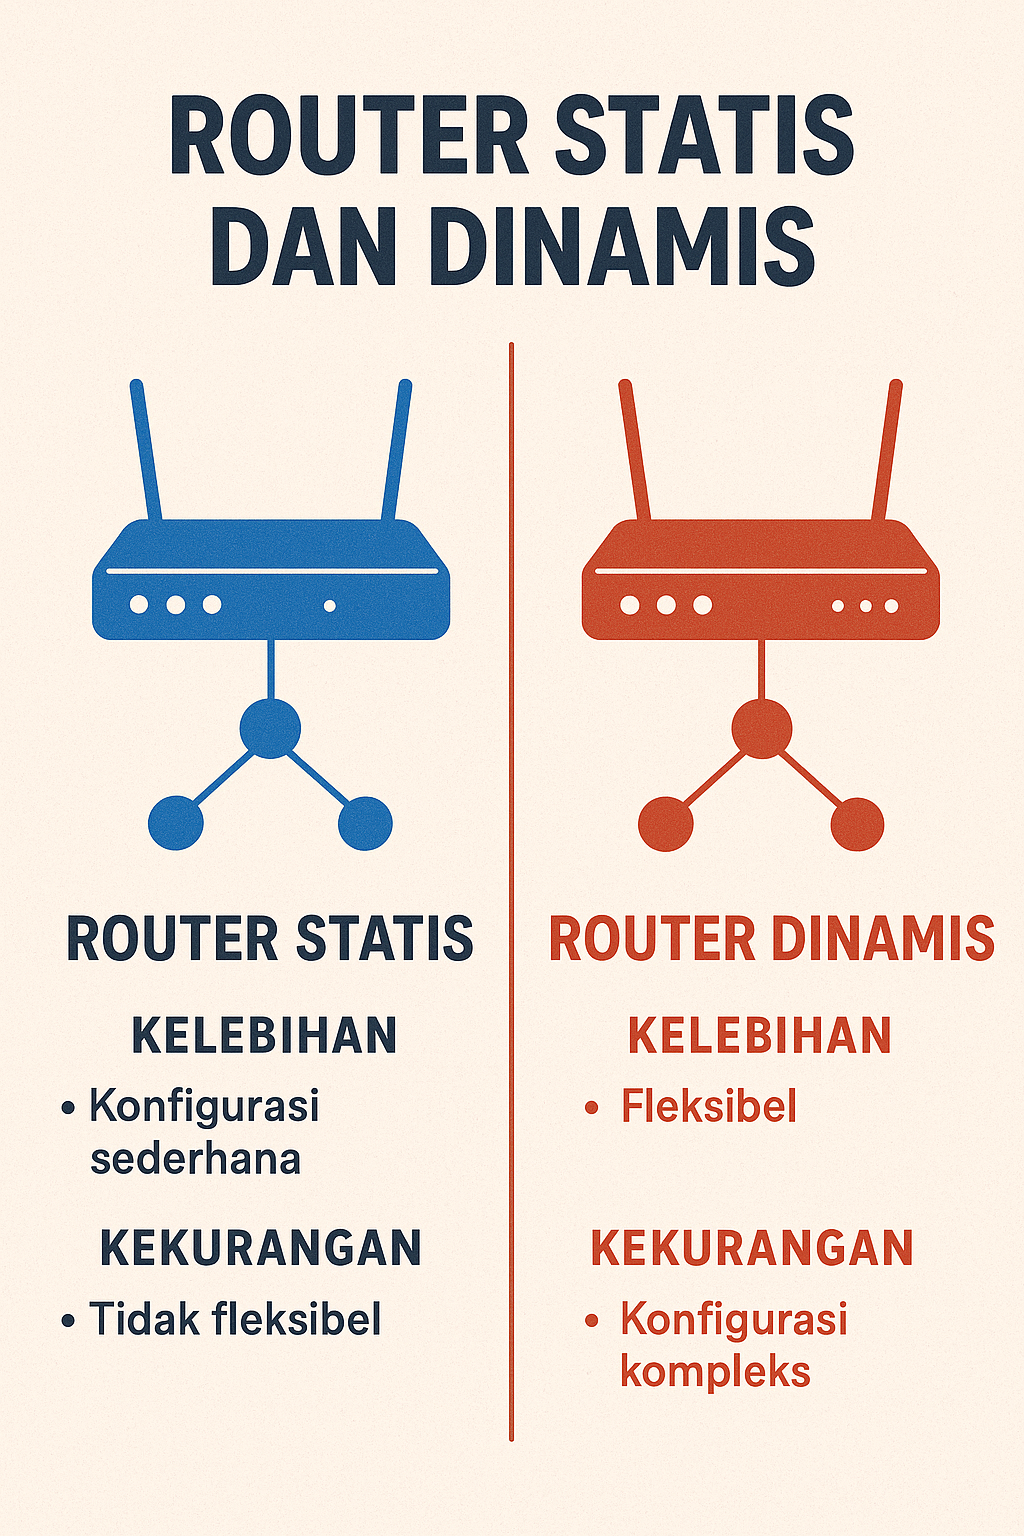 ROUTER STATIS
DAN DINAMIS
ROUTER STATIS
KELEBIHAN
• Konfigurasi
sederhana
KEKURANGAN
• Tidak fleksibel
ROUTER DINAMIS
KELEBIHAN
• Fleksibel
KEKURANGAN
• Konfigurasi
kompleks